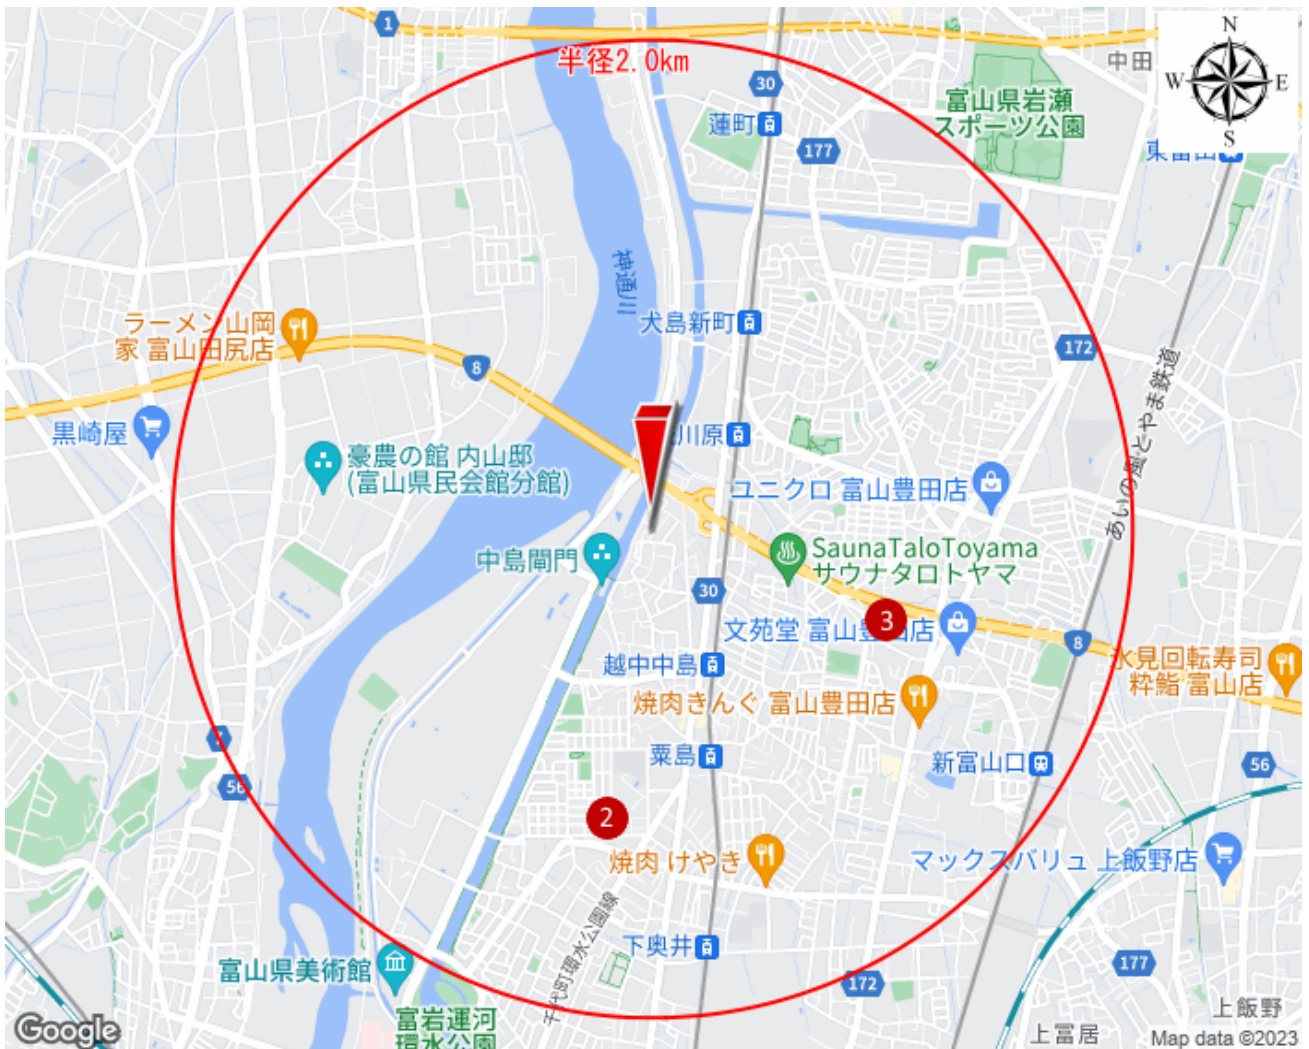 1
半径2.0km
N
W
E
S
中田
30
蓮町
富山県岩瀬
スポーツ公園
177
東富山
神通川
ラーメン山岡
家 富山田尻店
犬島新町
172
8
黒崎屋
川原
豪農の館 内山邸
(富山県民会館分館)
ユニクロ 富山豊田店
あいの風とやま鉄道
中島閘門
SaunaTaloToyama
サウナタロトヤマ
30
3
文苑堂 富山豊田店
8
越中中島
氷見回転寿司
粋鮨 富山店
焼肉きんぐ 富山豊田店
粟島
新富山口
56
56
2
焼肉 けやき
マックスバリュ 上飯野店
千代町環水公園線
下奥井
富山県美術館
177
172
富岩運河
環水公園
上飯野
上冨居
Google
Map data ©2023